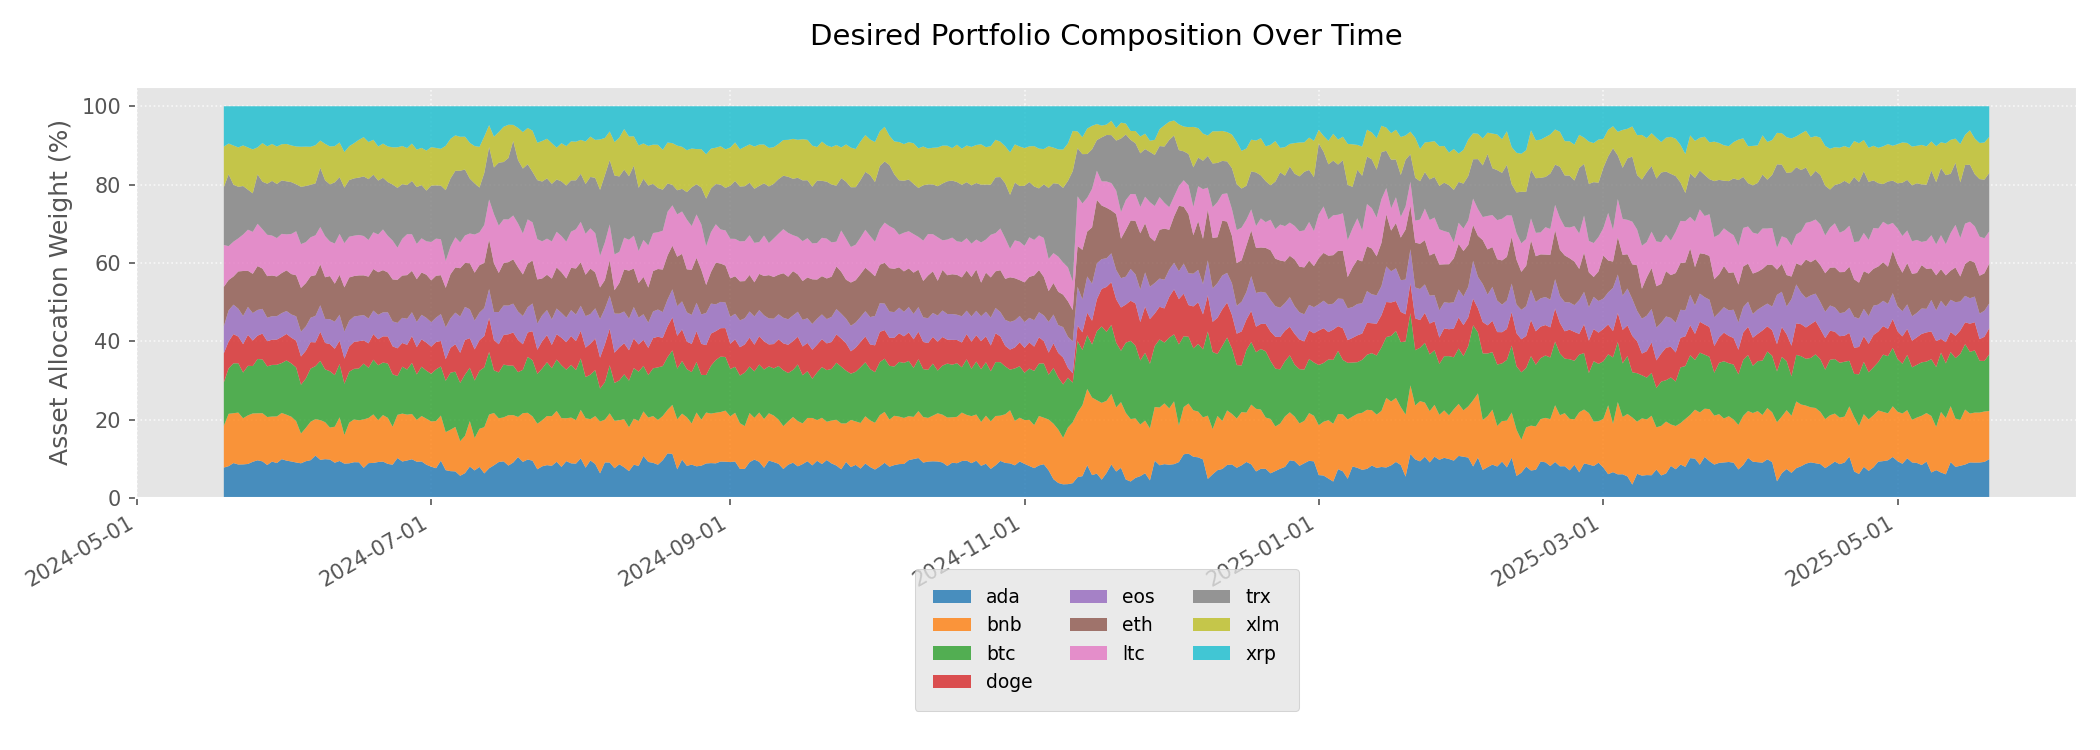 Desired Portfolio Composition Over Time
Asset Allocation Weight (%)
100
80
60
40
20
0
2024-05-01
2024-07-01
2024-09-01
2024-11-01
2025-01-01
2025-03-01
2025-05-01
ada
bnb
btc
doge
eos
eth
ltc
trx
xlm
xrp